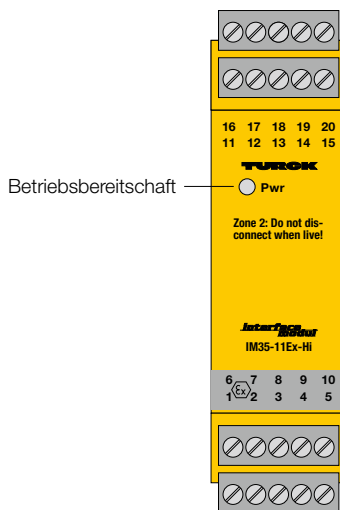 16 17 18 19 20
11 12 13 14 15
TURCK
Betriebsbereitschaft
Pwr
Zone 2: Do not dis-
connect when live!
Interface
Modul
IM35-11Ex-Hi
6 7 8 9 10
Ex
1 2 3 4 5